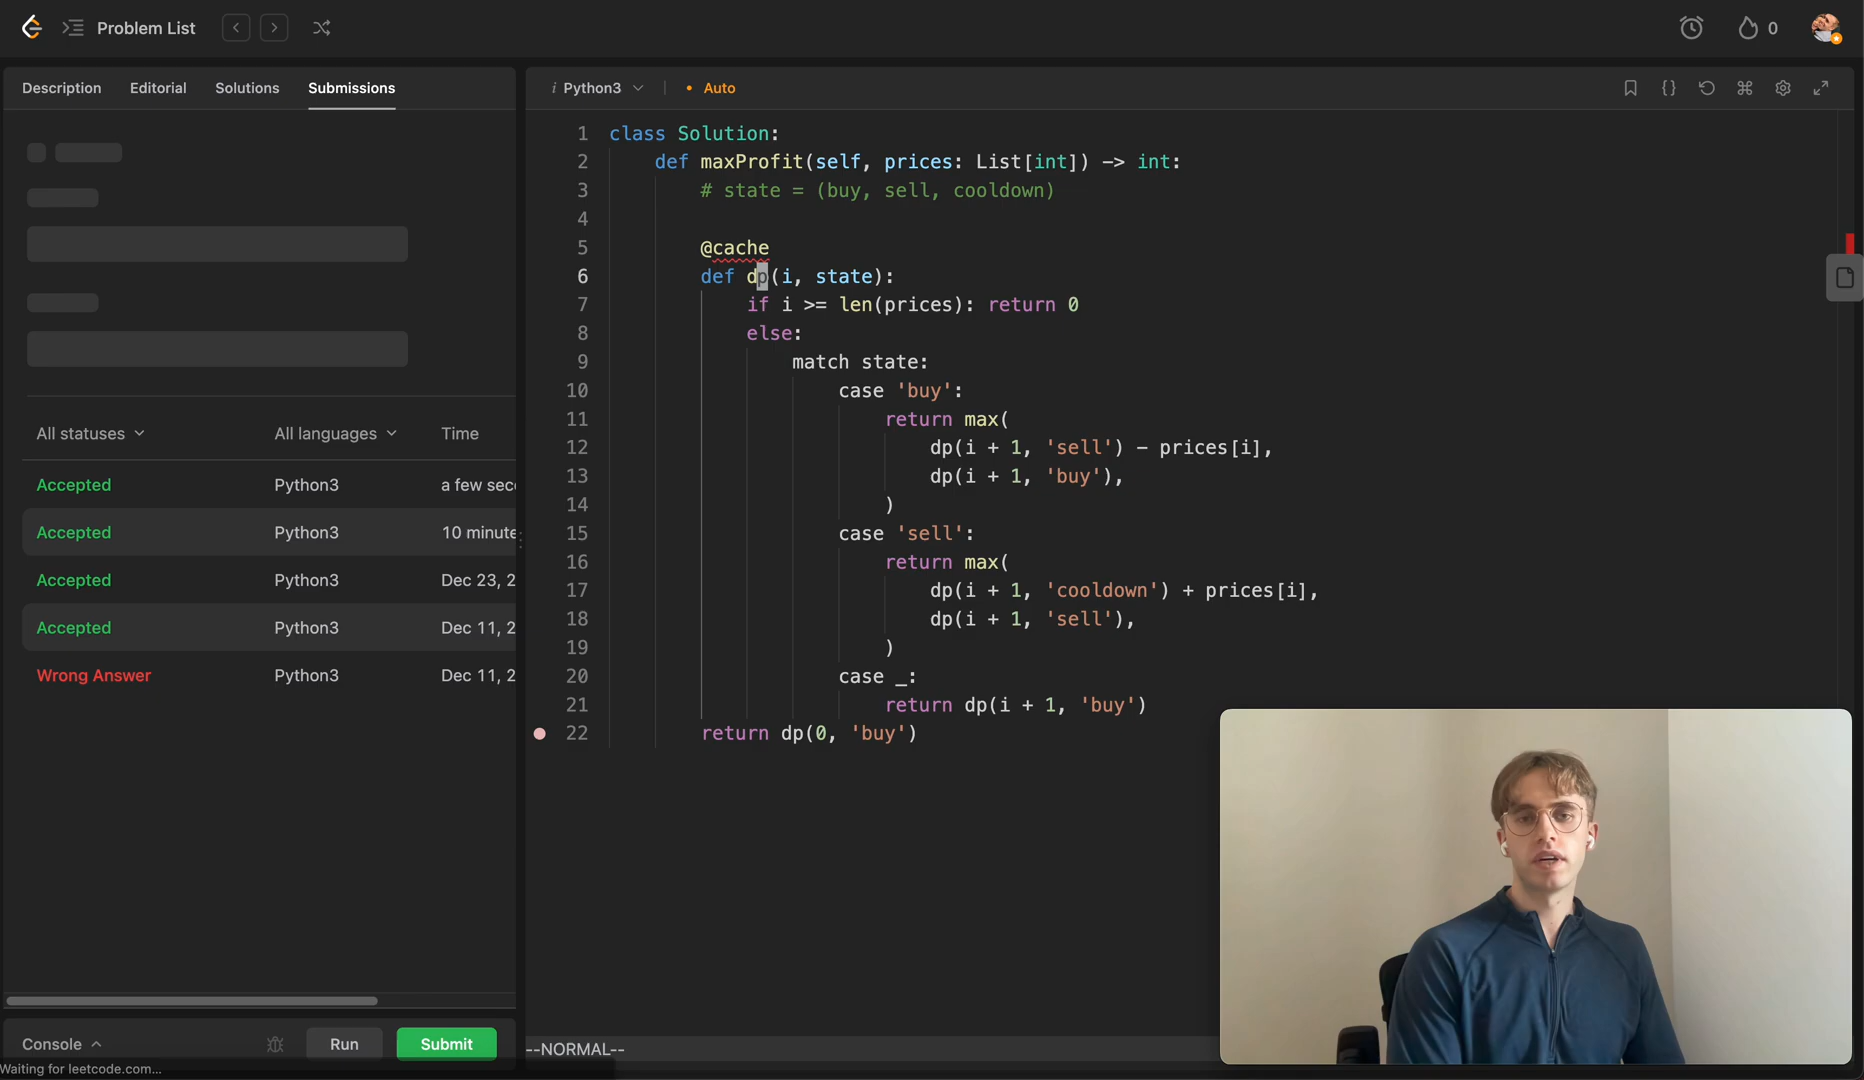 Problem List
0
Description Editorial Solutions Submissions
All statuses All languages Time
Accepted Python3 a few sec
Accepted Python3 10 minute
Accepted Python3 Dec 23, 2
Accepted Python3 Dec 11, 2
Wrong Answer Python3 Dec 11, 2
Console Run Submit
Waiting for leetcode.com...
i Python3 • Auto
1 class Solution:
2 def maxProfit(self, prices: List[int]) -> int:
3 # state = (buy, sell, cooldown)
4
5 @cache
6 def dp(i, state):
7 if i >= len(prices): return 0
8 else:
9 match state:
10 case 'buy':
11 return max(
12 dp(i + 1, 'sell') - prices[i],
13 dp(i + 1, 'buy'),
14 )
15 case 'sell':
16 return max(
17 dp(i + 1, 'cooldown') + prices[i],
18 dp(i + 1, 'sell'),
19 )
20 case _:
21 return dp(i + 1, 'buy')
22 return dp(0, 'buy')
--NORMAL--